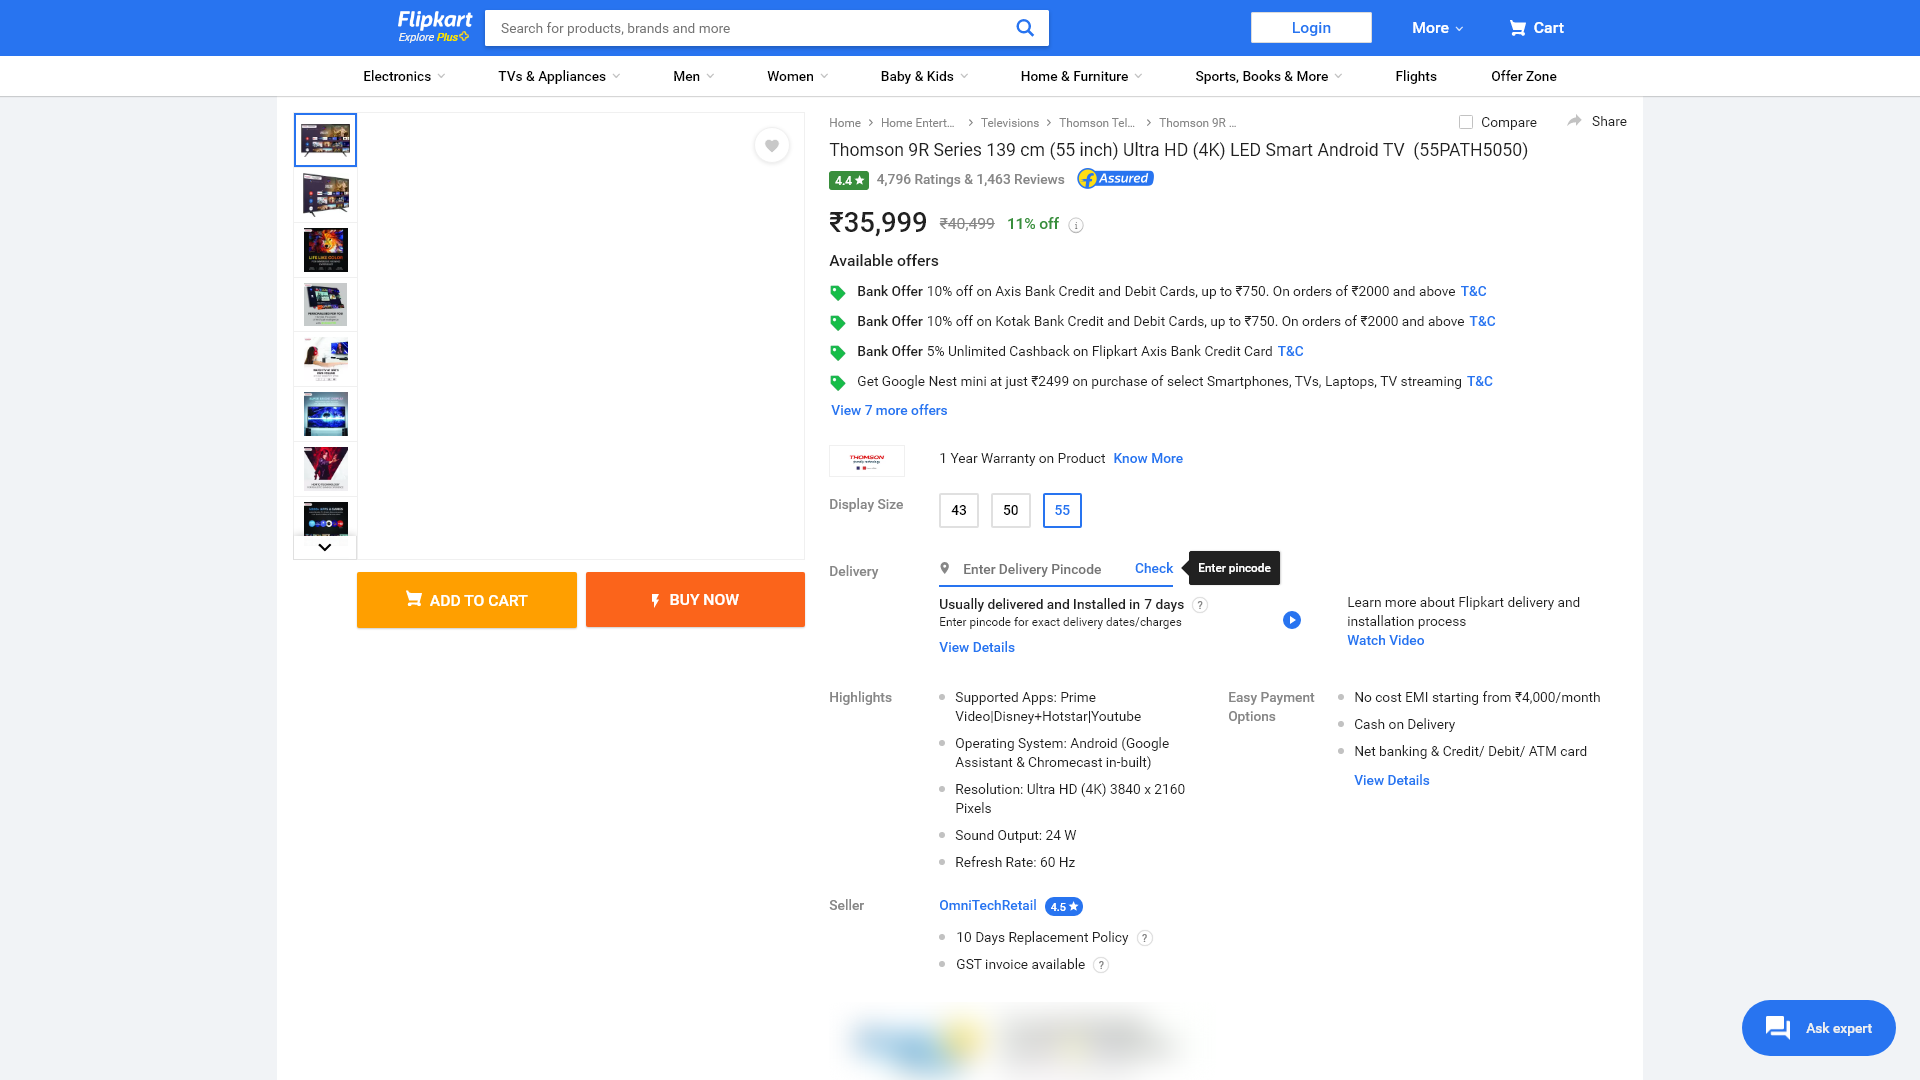 Flipkart
Explore Plus
Search for products, brands and more
Login
More
Cart
Electronics
TVs & Appliances
Men
Women
Baby & Kids
Home & Furniture
Sports, Books & More
Flights
Offer Zone
Home
Home Entert...
Televisions
Thomson Tel...
Thomson 9R ...
Compare
Share
Thomson 9R Series 139 cm (55 inch) Ultra HD (4K) LED Smart Android TV (55PATH5050)
4.4
4,796 Ratings & 1,463 Reviews
Assured
₹35,999 ₹40,499 11% off
Available offers
Bank Offer 10% off on Axis Bank Credit and Debit Cards, up to ₹750. On orders of ₹2000 and above T&C
Bank Offer 10% off on Kotak Bank Credit and Debit Cards, up to ₹750. On orders of ₹2000 and above T&C
Bank Offer 5% Unlimited Cashback on Flipkart Axis Bank Credit Card T&C
Get Google Nest mini at just ₹2499 on purchase of select Smartphones, TVs, Laptops, TV streaming T&C
View 7 more offers
THOMSON
1 Year Warranty on Product Know More
Display Size
43
50
55
Delivery
Enter Delivery Pincode
Check
Enter pincode
Usually delivered and Installed in 7 days ?
Enter pincode for exact delivery dates/charges
View Details
Learn more about Flipkart delivery and
installation process
Watch Video
ADD TO CART
BUY NOW
Highlights
Supported Apps: Prime
Video|Disney+Hotstar|Youtube
Operating System: Android (Google
Assistant & Chromecast in-built)
Resolution: Ultra HD (4K) 3840 x 2160
Pixels
Sound Output: 24 W
Refresh Rate: 60 Hz
Easy Payment
Options
No cost EMI starting from ₹4,000/month
Cash on Delivery
Net banking & Credit/ Debit/ ATM card
View Details
Seller
OmniTechRetail
4.5
10 Days Replacement Policy ?
GST invoice available ?
Ask expert